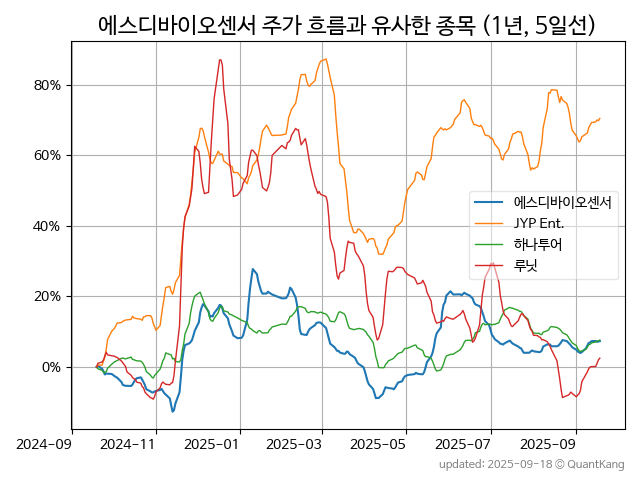 에스디바이오센서 주가 흐름과 유사한 종목 (1년, 5일선)
80%
60%
40%
20%
0%
에스디바이오센서
JYP Ent.
하나투어
루닛
2024-09
2024-11
2025-01
2025-03
2025-05
2025-07
2025-09
updated: 2025-09-18 © QuantKang